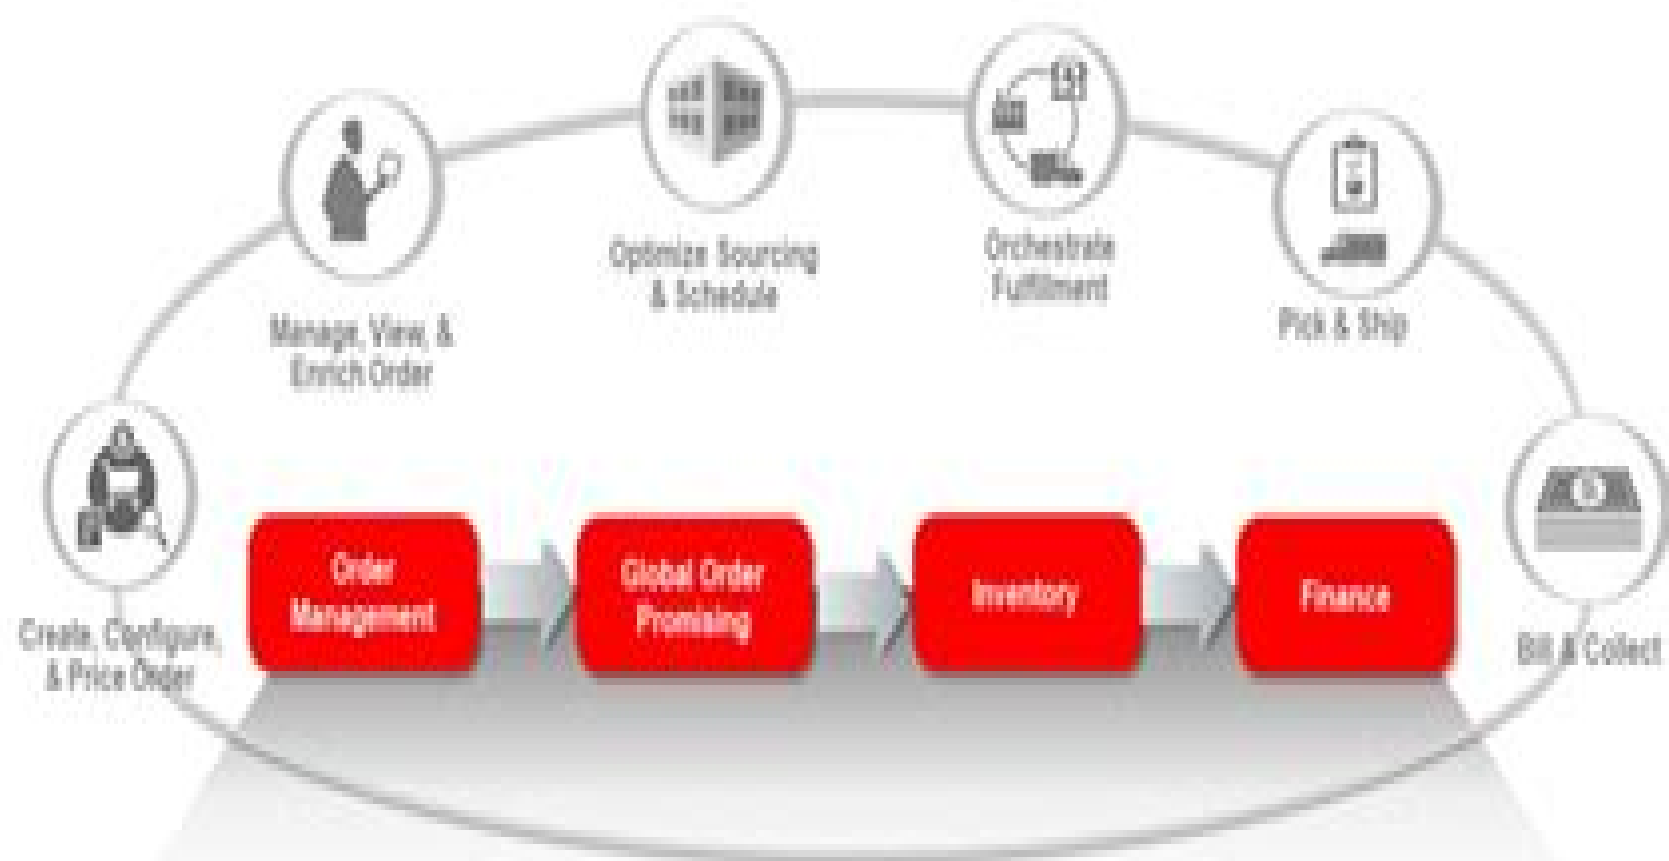 Optimize Sourcing
& Schedule
Orchestrate
Fulfillment
Pick & Ship
Manage, View, &
Enrich Order
Create, Configure,
& Price Order
Order
Management
Global Order
Promising
Inventory
Finance
Bill & Collect